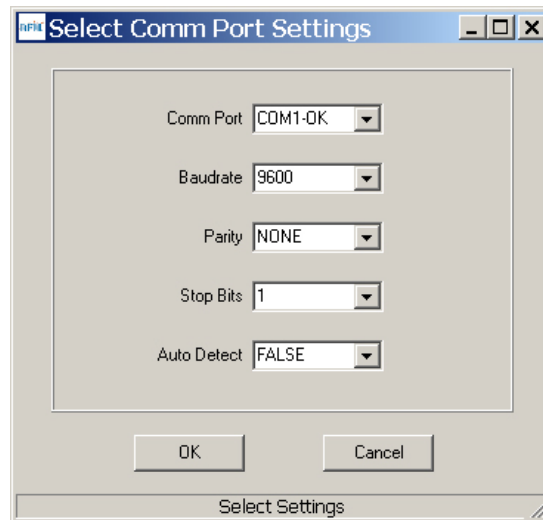 Select Comm Port Settings
Comm Port COM1-OK
Baudrate 9600
Parity NONE
Stop Bits 1
Auto Detect FALSE
OK Cancel
Select Settings